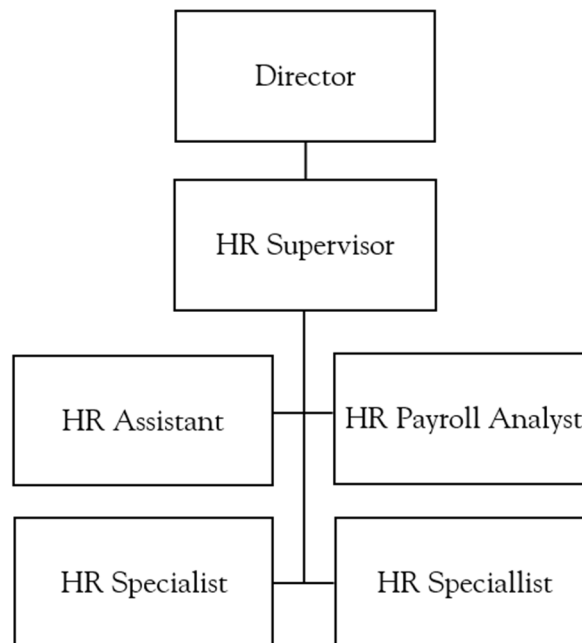 Director
HR Supervisor
HR Assistant
HR Payroll Analyst
HR Specialist
HR Speciallist